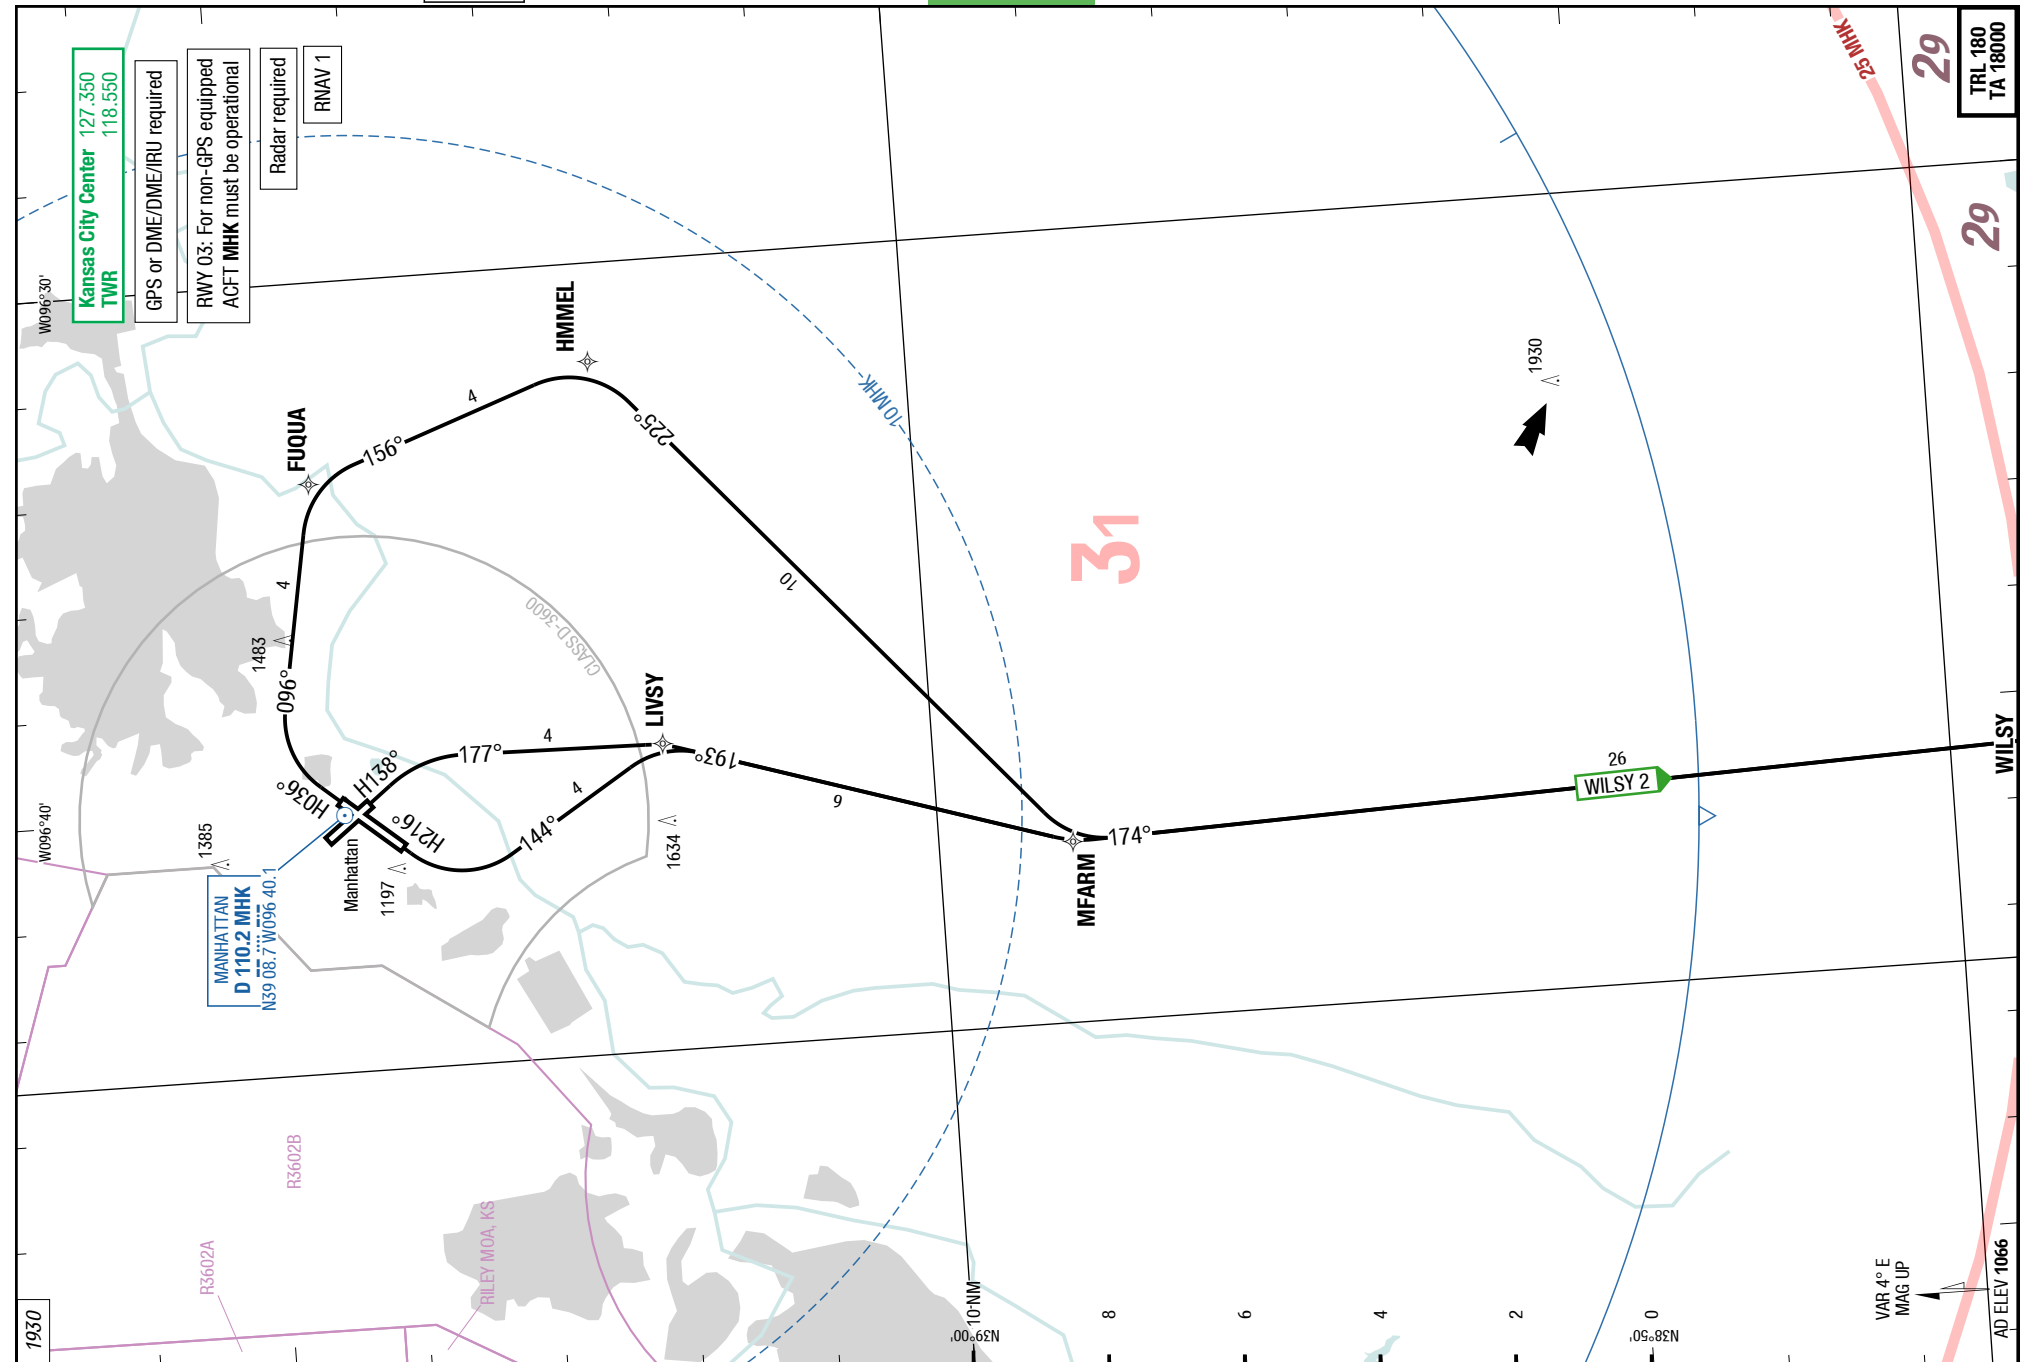 Kansas City Center 127.350
TWR 118.550
GPS or DME/DME/IRU required
RWY 03: For non-GPS equipped
ACFT MHK must be operational
Radar required
RNAV 1
W096°30'
25 MHK
29
TRL 180
TA 18000
29
HMMEL
FUQUA
4
156°
225°
10 MHK
1930
31
4
096°
1483
CLASS D-3600
10
LIVSY
4
177°
193°
H138°
H036°
H216°
4
144°
9
1634
1385
1197
Manhattan
W096°40'
MANHATTAN
D 110.2 MHK
N39 08.7 W096 40.1
MFARM
174°
26
WILSY 2
WILSY
R3602B
R3602A
RILEY MOA, KS
1930
10 NM
N39°00'
8
6
4
2
0
N38°50'
VAR 4° E
MAG UP
AD ELEV 1066